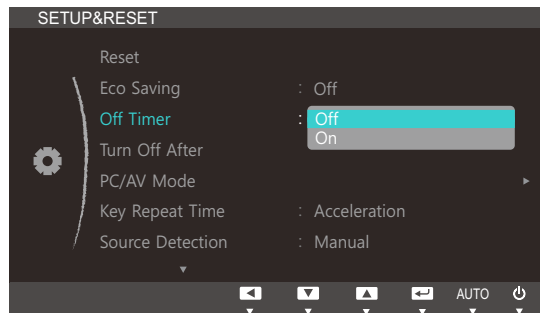 SETUP&RESET
Reset
Eco Saving : Off
Off Timer : Off
On
Turn Off After
PC/AV Mode
Key Repeat Time : Acceleration
Source Detection : Manual
AUTO